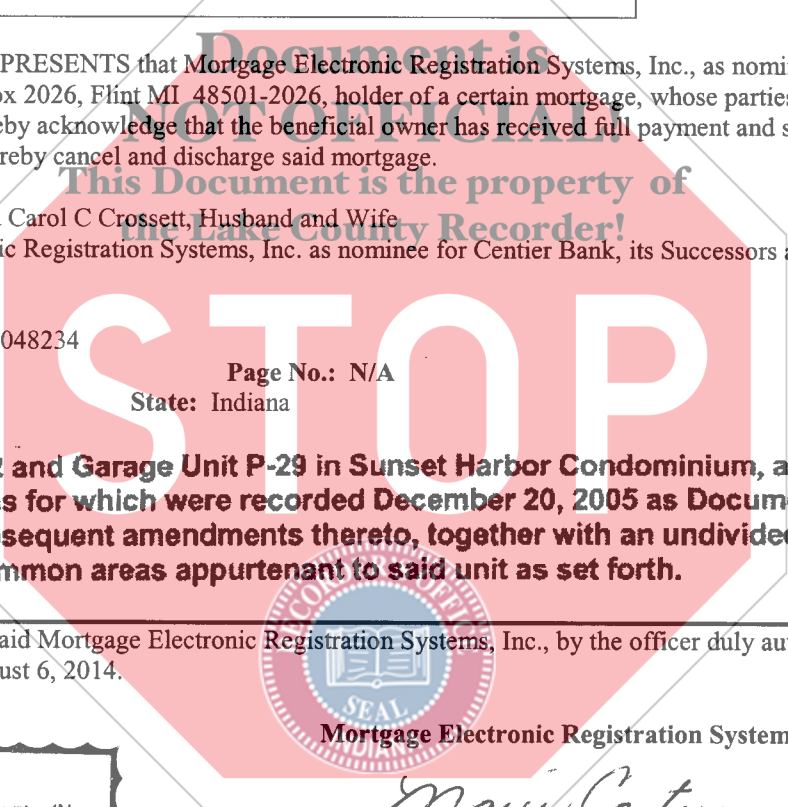 Document is
PRESENTS that Mortgage Electronic Registration Systems, Inc., as nomi
ox 2026, Flint MI 48501-2026, holder of a certain mortgage, whose parties
NOT OFFICIAL!
eby acknowledge that the beneficial owner has received full payment and s
reby cancel and discharge said mortgage.
This Document is the property of
the Lake County Recorder!
Carol C Crossett, Husband and Wife
ic Registration Systems, Inc. as nominee for Centier Bank, its Successors a
STOP
048234
Page No.: N/A
State: Indiana
and Garage Unit P-29 in Sunset Harbor Condominium, a
s for which were recorded December 20, 2005 as Docum
sequent amendments thereto, together with an undivide
mmon areas appurtenant to said unit as set forth.
RECORDER'S OFFICE
SEAL
INDIANA
aid Mortgage Electronic Registration Systems, Inc., by the officer duly au
ust 6, 2014.
Mortgage Electronic Registration System